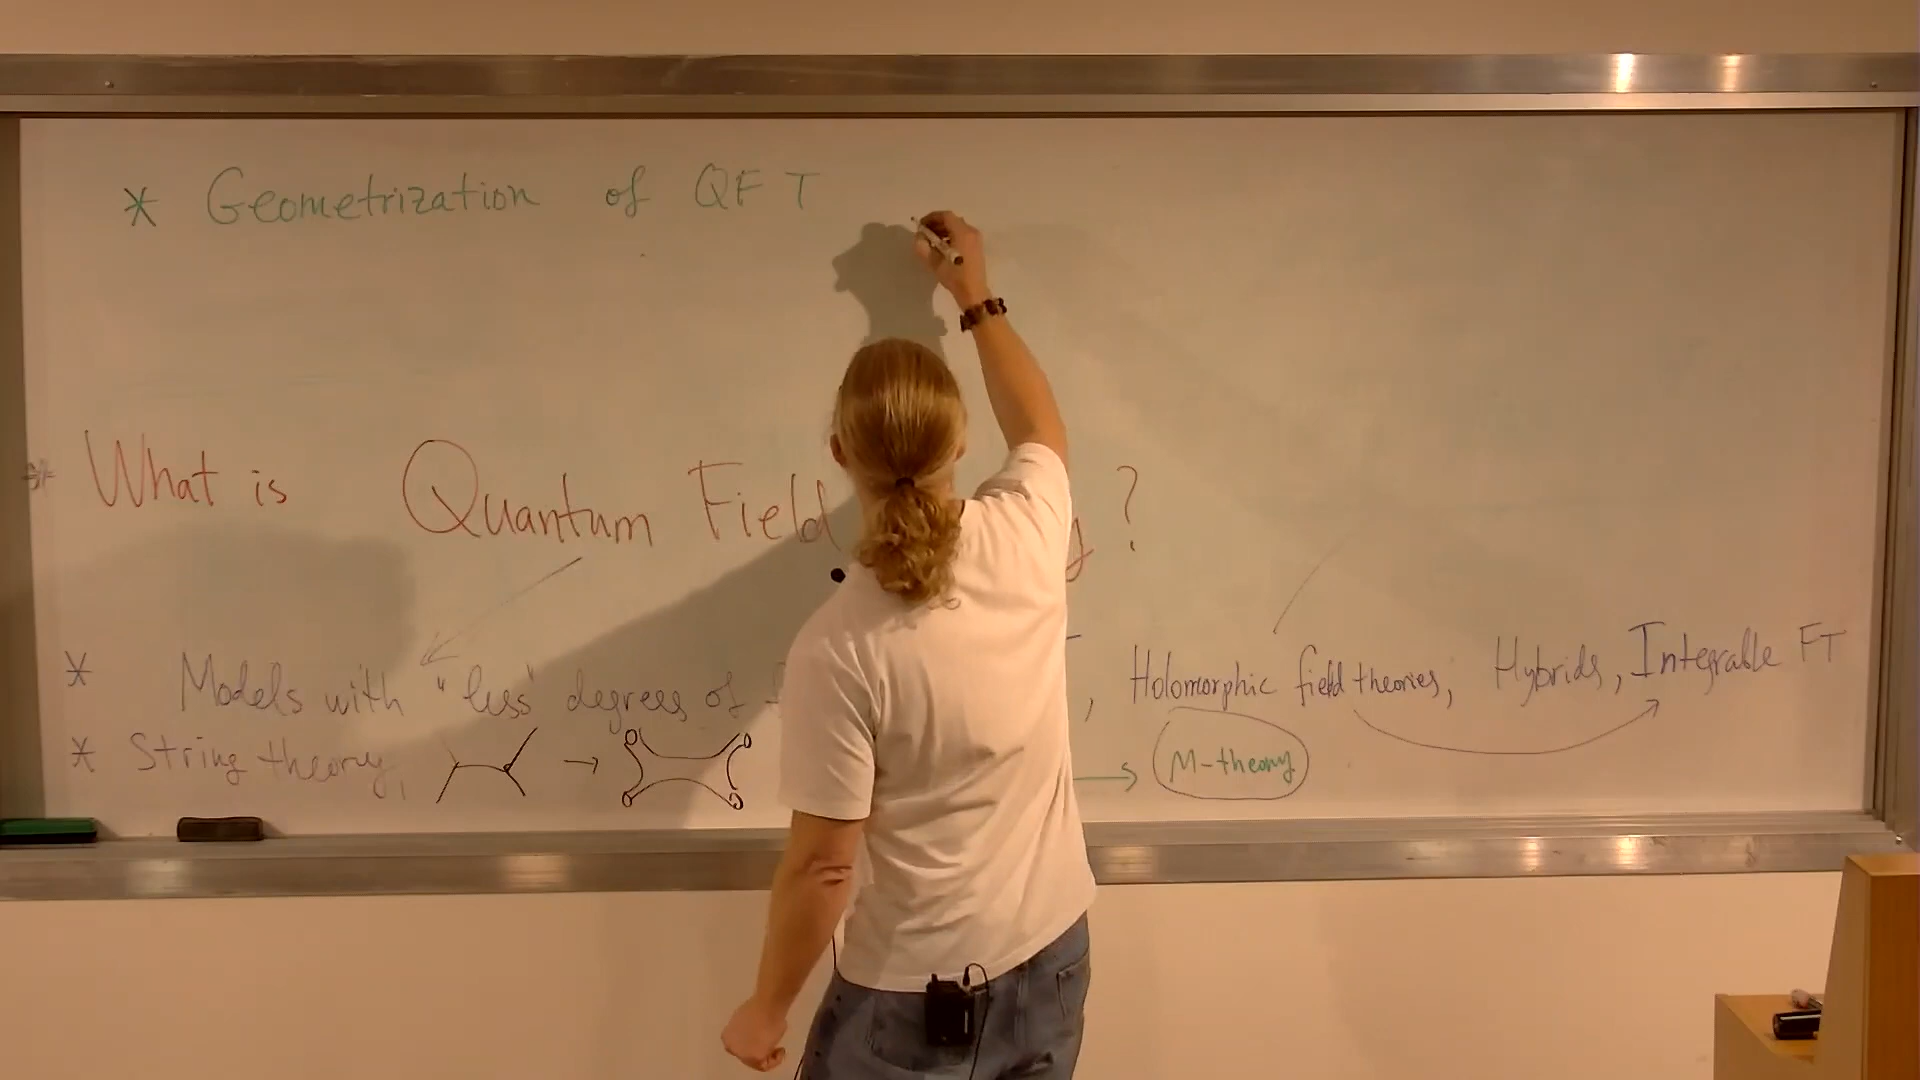 * Geometrization of QFT
* What is Quantum Field ?
* Models with "less" degrees of , Holomorphic field theories, Hybrids, Integrable FT
* String theory, → → M-theory